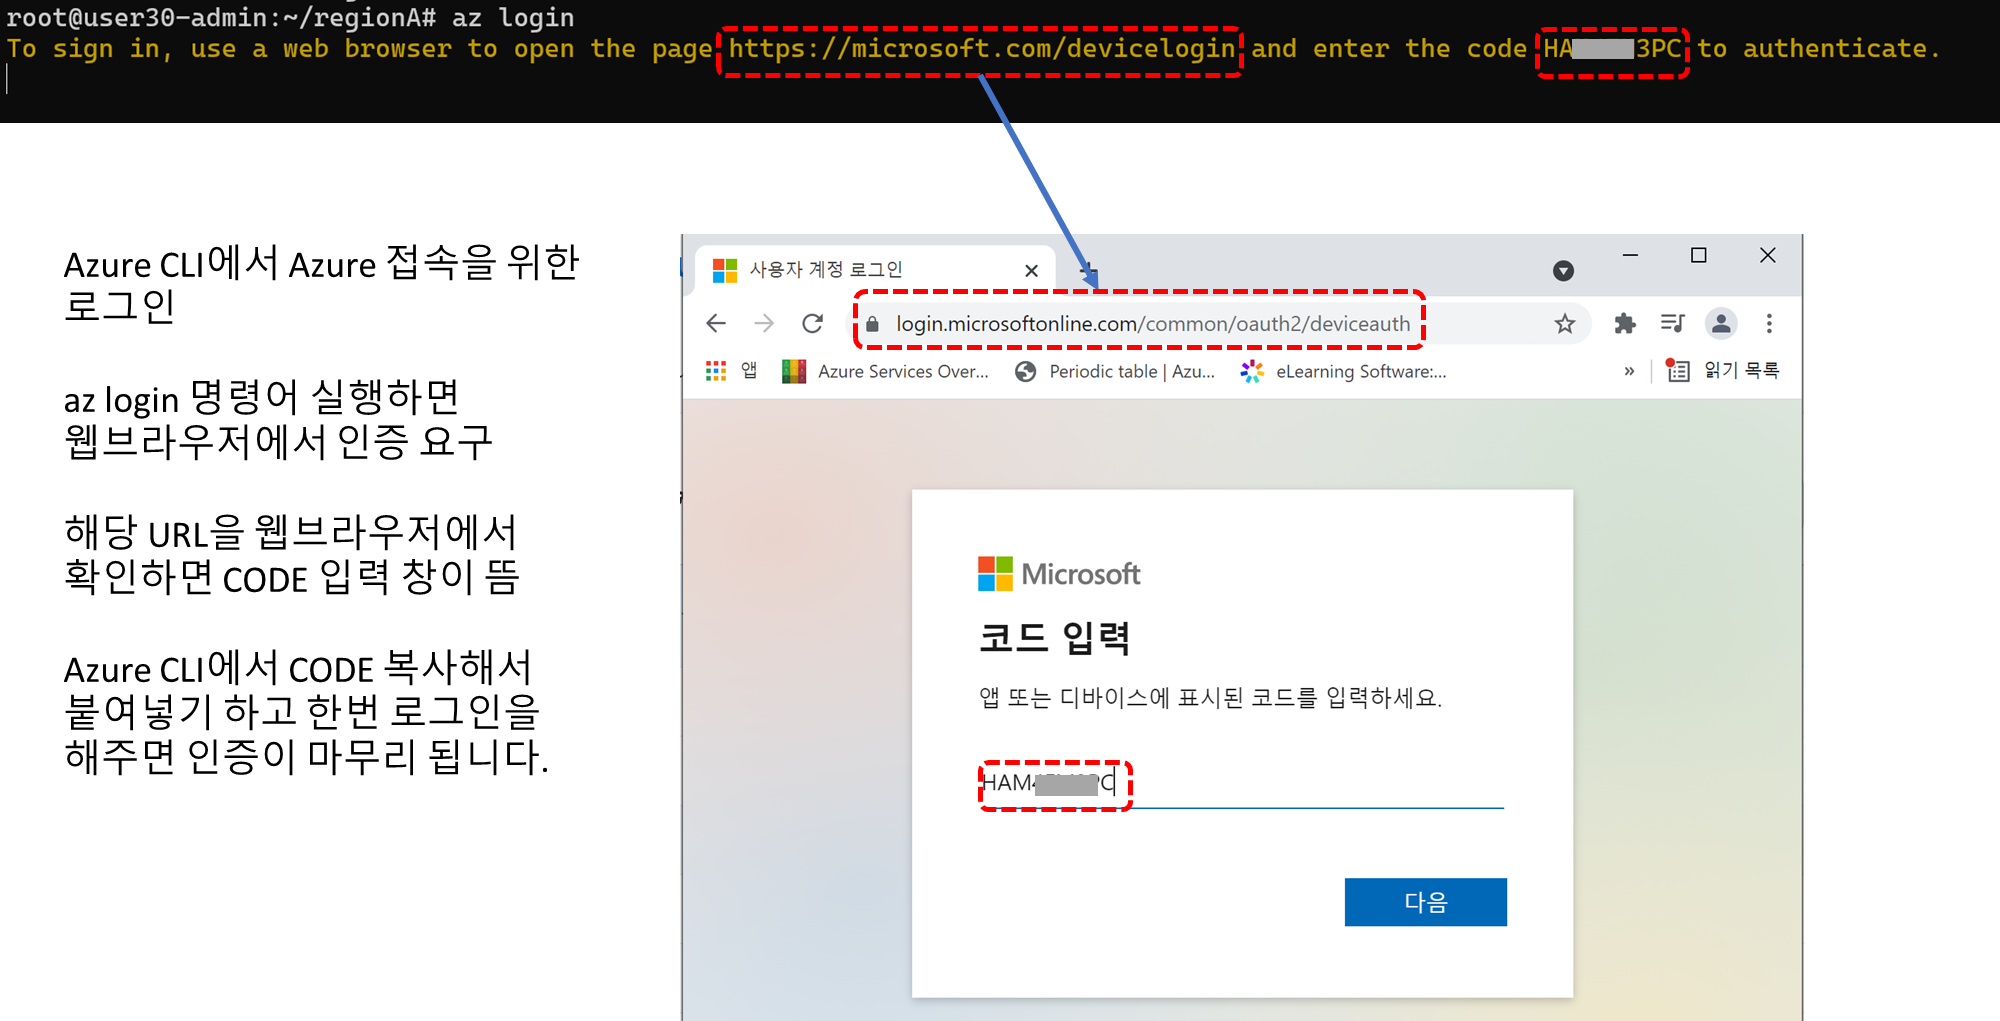 root@user30-admin:~/regionA# az login
To sign in, use a web browser to open the page https://microsoft.com/devicelogin and enter the code HA 3PC to authenticate.
Azure CLI에서 Azure 접속을 위한
로그인
az login 명령어 실행하면
웹브라우저에서 인증 요구
해당 URL을 웹브라우저에서
확인하면 CODE 입력 창이 뜸
Azure CLI에서 CODE 복사해서
붙여넣기 하고 한번 로그인을
해주면 인증이 마무리 됩니다.
사용자 계정 로그인
login.microsoftonline.com/common/oauth2/deviceauth
앱 Azure Services Over... Periodic table | Azu... eLearning Software:... » 읽기 목록
Microsoft
코드 입력
앱 또는 디바이스에 표시된 코드를 입력하세요.
HAM C
다음